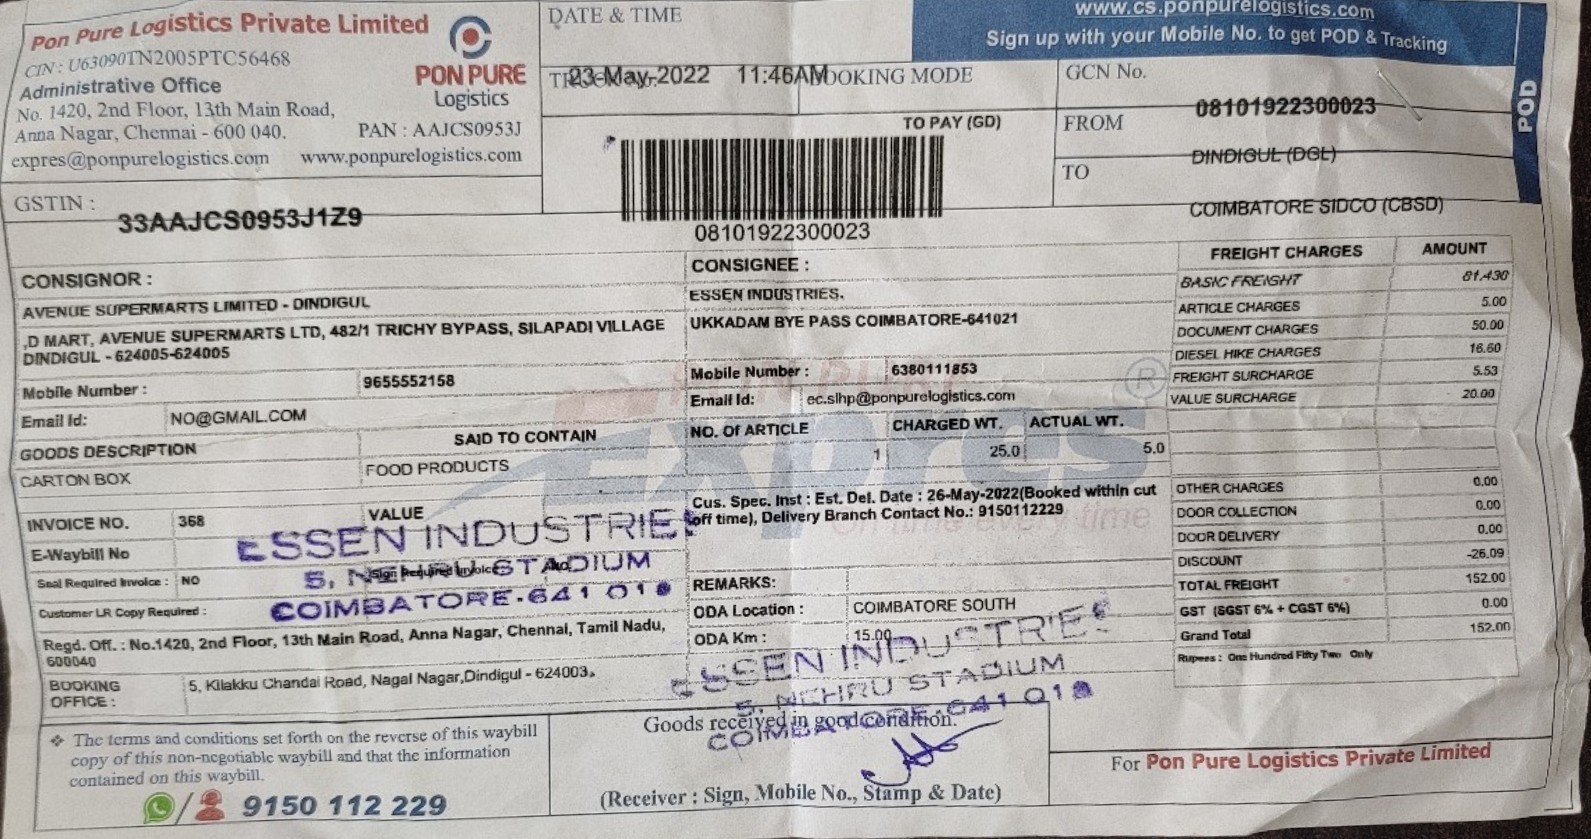 Pon Pure Logistics Private Limited
CIN : U63090TN2005PTC56468
Administrative Office
No. 1420, 2nd Floor, 13th Main Road,
Anna Nagar, Chennai - 600 040.
PAN : AAJCS0953J
expres@ponpurelogistics.com www.ponpurelogistics.com
PON PURE
Logistics
GSTIN :
33AAJCS0953J1Z9
DATE & TIME
23-May-2022 11:46AM
BOOKING MODE
TO PAY (GD)
08101922300023
www.cs.ponpurelogistics.com
Sign up with your Mobile No. to get POD & Tracking
POD
GCN No.
08101922300023
FROM
DINDIGUL (DGL)
TO
COIMBATORE SIDCO (CBSD)
CONSIGNOR :
AVENUE SUPERMARTS LIMITED - DINDIGUL
,D MART, AVENUE SUPERMARTS LTD, 482/1 TRICHY BYPASS, SILAPADI VILLAGE
DINDIGUL - 624005-624005
Mobile Number : 9655552158
Email Id: NO@GMAIL.COM
GOODS DESCRIPTION SAID TO CONTAIN
CARTON BOX FOOD PRODUCTS
INVOICE NO. 368 VALUE
E-Waybill No
Seal Required Invoice : NO Sign Required Invoice
Customer LR Copy Required :
ESSEN INDUSTRIES
5, NEHRU STADIUM
COIMBATORE-641 018
Regd. Off. : No.1420, 2nd Floor, 13th Main Road, Anna Nagar, Chennai, Tamil Nadu,
600040
BOOKING
OFFICE :
5, Kilakku Chandai Road, Nagal Nagar,Dindigul - 624003.
CONSIGNEE :
ESSEN INDUSTRIES.
UKKADAM BYE PASS COIMBATORE-641021
Mobile Number : 6380111853
Email Id: ec.slhp@ponpurelogistics.com
NO. Of ARTICLE CHARGED WT. ACTUAL WT.
1 25.0 5.0
Cus. Spec. Inst : Est. Del. Date : 26-May-2022(Booked within cut
off time), Delivery Branch Contact No.: 9150112229
Expres
time
REMARKS:
ODA Location : COIMBATORE SOUTH
ODA Km : 15.00
ESSEN INDUSTRIES
5, NEHRU STADIUM
COIMBATORE-641 018
FREIGHT CHARGES AMOUNT
BASIC FREIGHT 81.430
ARTICLE CHARGES 5.00
DOCUMENT CHARGES 50.00
DIESEL HIKE CHARGES 16.60
FREIGHT SURCHARGE 5.53
VALUE SURCHARGE 20.00
OTHER CHARGES 0.00
DOOR COLLECTION 0.00
DOOR DELIVERY 0.00
DISCOUNT -26.09
TOTAL FREIGHT 152.00
GST (SGST 6% + CGST 6%) 0.00
Grand Total 152.00
Rupees : One Hundred Fifty Two Only
❖ The terms and conditions set forth on the reverse of this waybill
copy of this non-negotiable waybill and that the information
contained on this waybill.
/ 9150 112 229
Goods received in good condition.
(Receiver : Sign, Mobile No., Stamp & Date)
For Pon Pure Logistics Private Limited